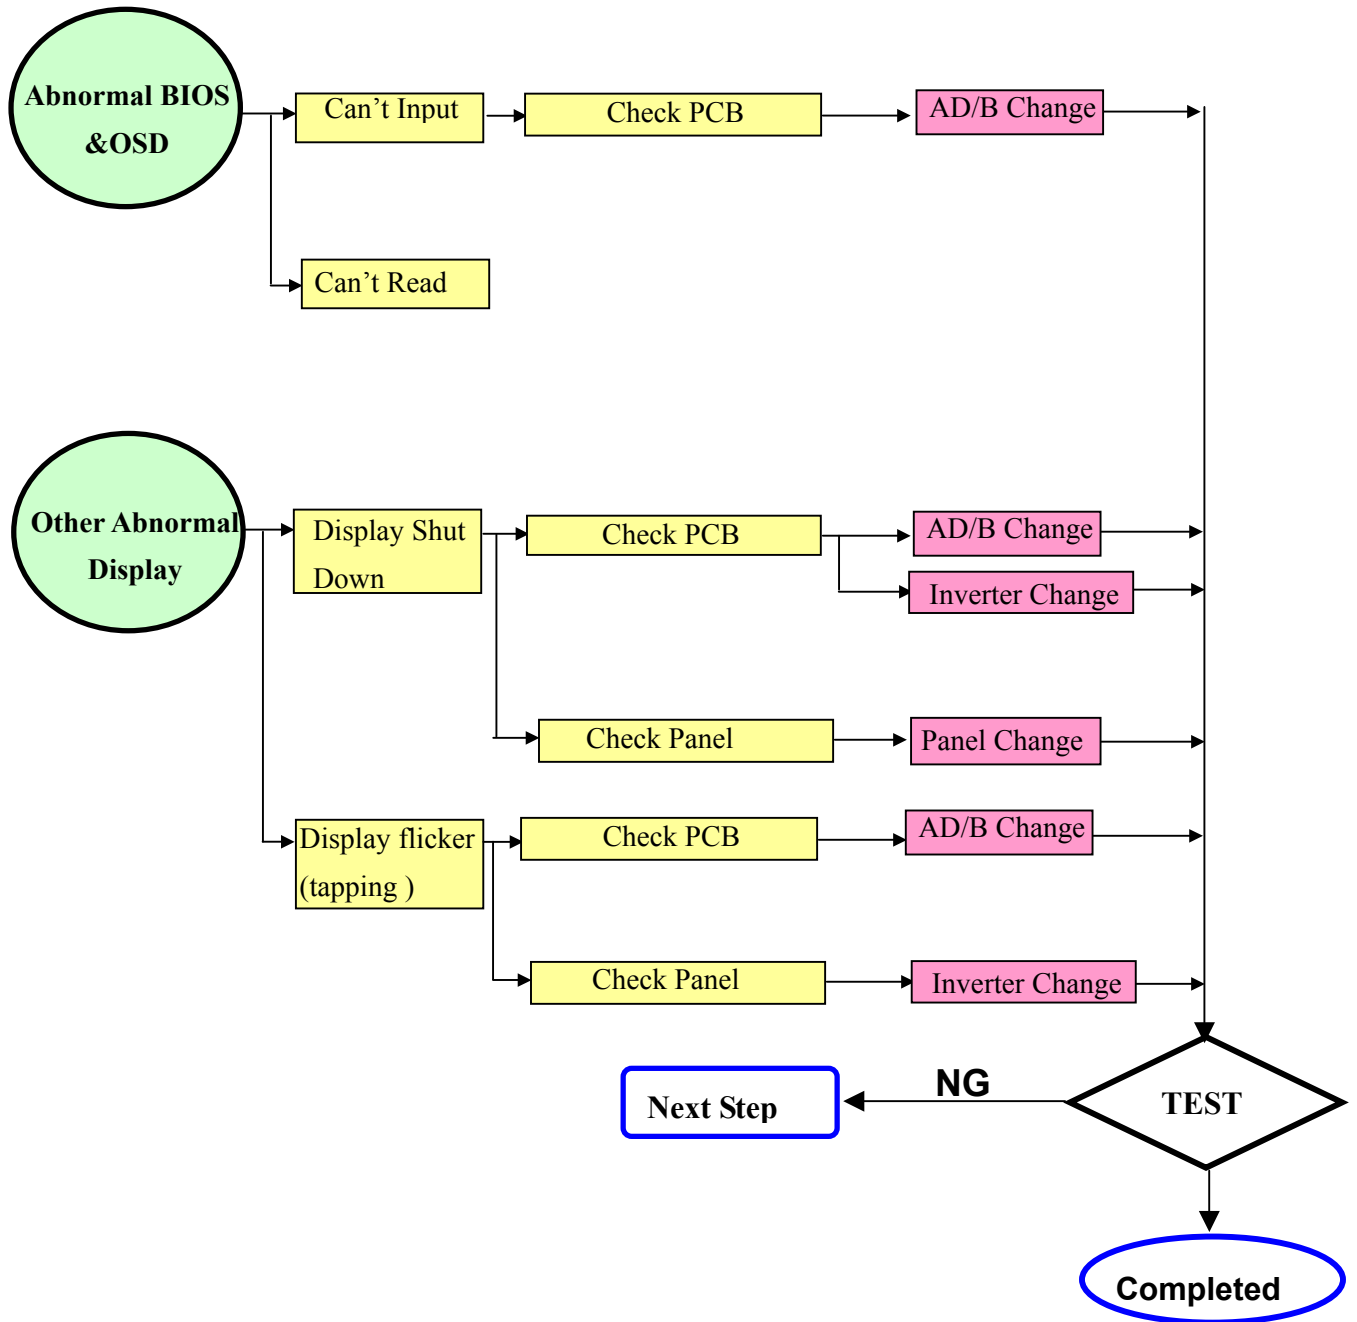 Abnormal BIOS
&OSD
Can’t Input
Check PCB
AD/B Change
Can’t Read
Other Abnormal
Display
Display Shut
Down
Check PCB
AD/B Change
Inverter Change
Check Panel
Panel Change
Display flicker
(tapping )
Check PCB
AD/B Change
Check Panel
Inverter Change
TEST
NG
Next Step
Completed